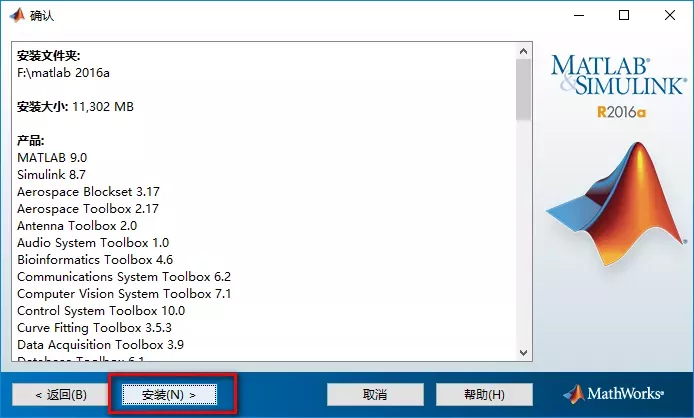 确认
安装文件夹:
F:\matlab 2016a
安装大小: 11,302 MB
产品:
MATLAB 9.0
Simulink 8.7
Aerospace Blockset 3.17
Aerospace Toolbox 2.17
Antenna Toolbox 2.0
Audio System Toolbox 1.0
Bioinformatics Toolbox 4.6
Communications System Toolbox 6.2
Computer Vision System Toolbox 7.1
Control System Toolbox 10.0
Curve Fitting Toolbox 3.5.3
Data Acquisition Toolbox 3.9
Database Toolbox 6.1
MATLAB®
&SIMULINK®
R2016a
< 返回(B)
安装(N) >
取消
帮助(H)
MathWorks®